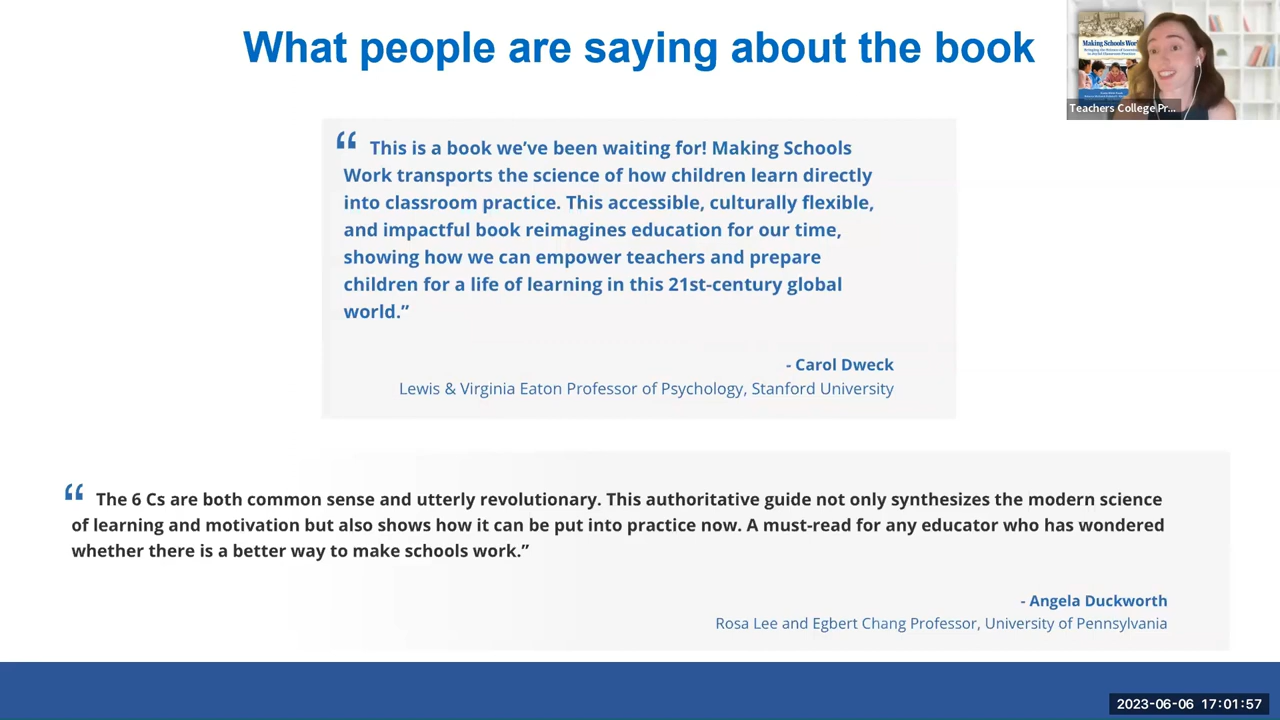 What people are saying about the book
Making Schools Wor
Teachers College Pr...
“ This is a book we’ve been waiting for! Making Schools
Work transports the science of how children learn directly
into classroom practice. This accessible, culturally flexible,
and impactful book reimagines education for our time,
showing how we can empower teachers and prepare
children for a life of learning in this 21st-century global
world.”
- Carol Dweck
Lewis & Virginia Eaton Professor of Psychology, Stanford University
“ The 6 Cs are both common sense and utterly revolutionary. This authoritative guide not only synthesizes the modern science
of learning and motivation but also shows how it can be put into practice now. A must-read for any educator who has wondered
whether there is a better way to make schools work.”
- Angela Duckworth
Rosa Lee and Egbert Chang Professor, University of Pennsylvania
2023-06-06 17:01:57